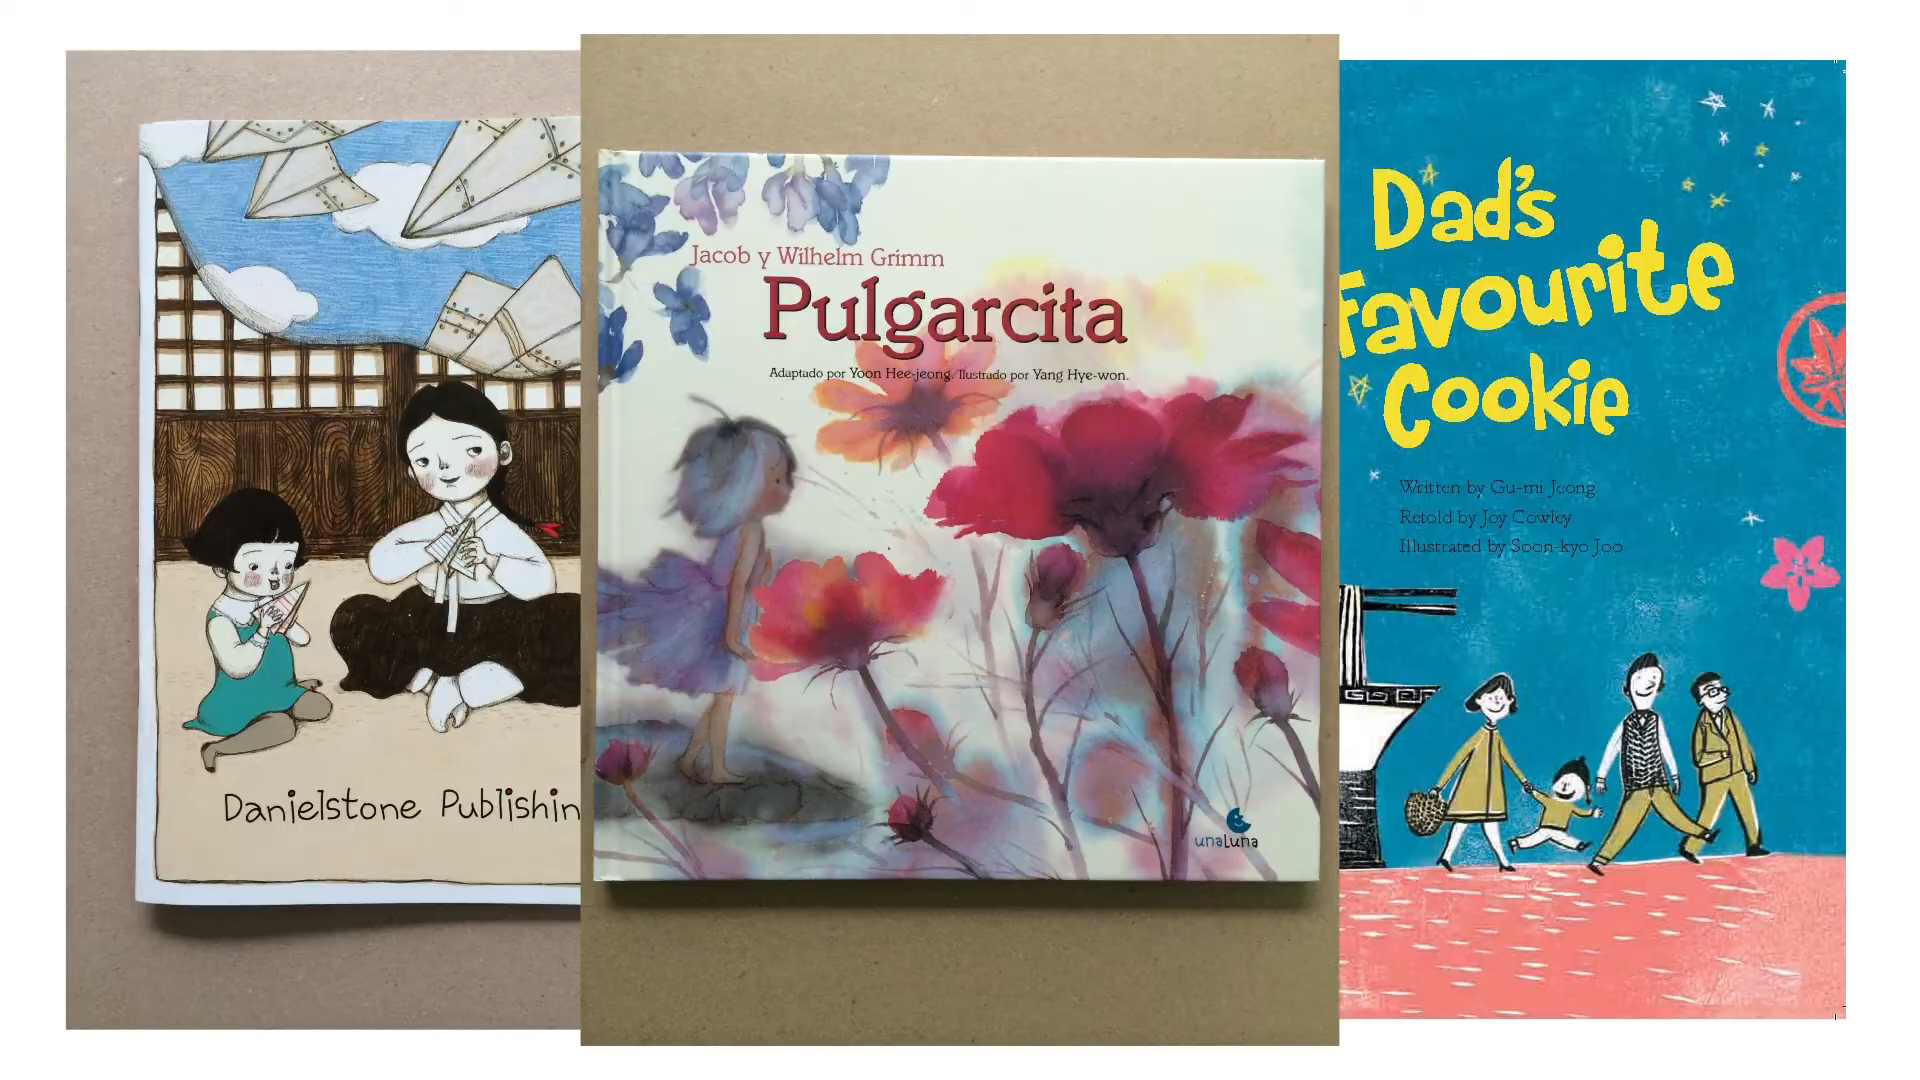 Danielstone Publishin
Jacob y Wilhelm Grimm
Pulgarcita
Adaptado por Yoon Hee-jeong. Ilustrado por Yang Hye-won.
unaLuna
Dad's
Favourite
Cookie
Written by Gu-mi Jeong
Retold by Joy Cowley
Illustrated by Soon-kyo Joo